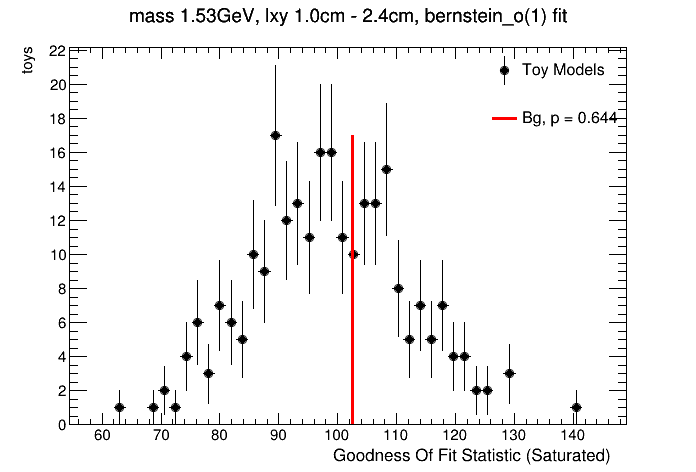 mass 1.53GeV, lxy 1.0cm - 2.4cm, bernstein_o(1) fit
toys
22
20
18
16
14
12
10
8
6
4
2
0
Toy Models
Bg, p = 0.644
60 70 80 90 100 110 120 130 140
Goodness Of Fit Statistic (Saturated)